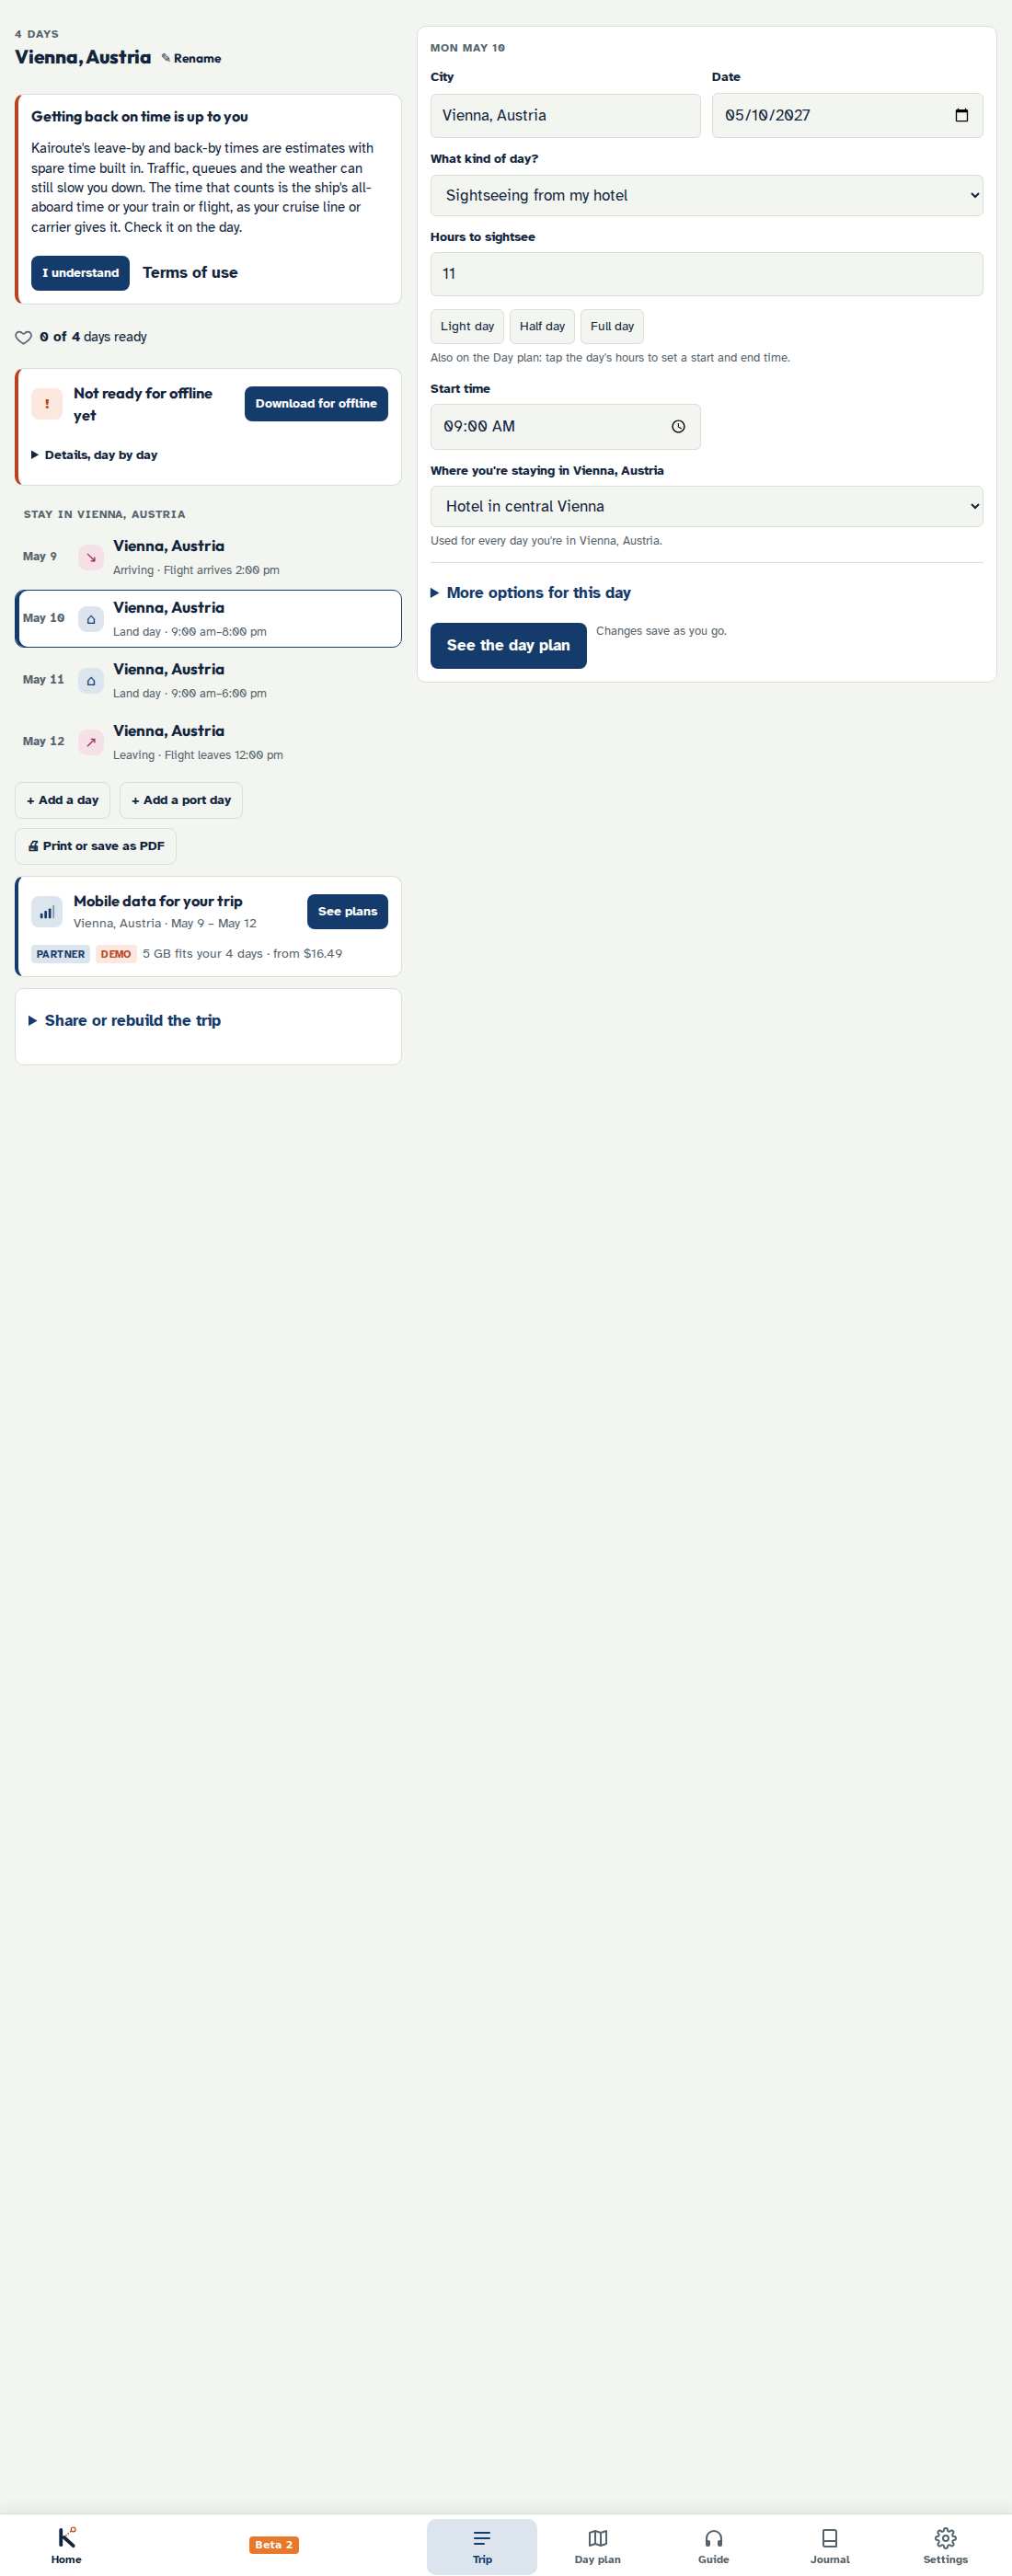 4 DAYS
Vienna, Austria ✎ Rename
Getting back on time is up to you
Kairoute's leave-by and back-by times are estimates with
spare time built in. Traffic, queues and the weather can
still slow you down. The time that counts is the ship's all-
aboard time or your train or flight, as your cruise line or
carrier gives it. Check it on the day.
I understand
Terms of use
0 of 4 days ready
!
Not ready for offline
yet
Download for offline
Details, day by day
STAY IN VIENNA, AUSTRIA
May 9
Vienna, Austria
Arriving · Flight arrives 2:00 pm
May 10
Vienna, Austria
Land day · 9:00 am–8:00 pm
May 11
Vienna, Austria
Land day · 9:00 am–6:00 pm
May 12
Vienna, Austria
Leaving · Flight leaves 12:00 pm
+ Add a day
+ Add a port day
Print or save as PDF
Mobile data for your trip
Vienna, Austria · May 9 – May 12
See plans
PARTNER DEMO 5 GB fits your 4 days · from $16.49
Share or rebuild the trip
MON MAY 10
City
Vienna, Austria
Date
05/10/2027
What kind of day?
Sightseeing from my hotel
Hours to sightsee
11
Light day
Half day
Full day
Also on the Day plan: tap the day's hours to set a start and end time.
Start time
09:00 AM
Where you're staying in Vienna, Austria
Hotel in central Vienna
Used for every day you're in Vienna, Austria.
More options for this day
See the day plan
Changes save as you go.
Home
Beta 2
Trip
Day plan
Guide
Journal
Settings